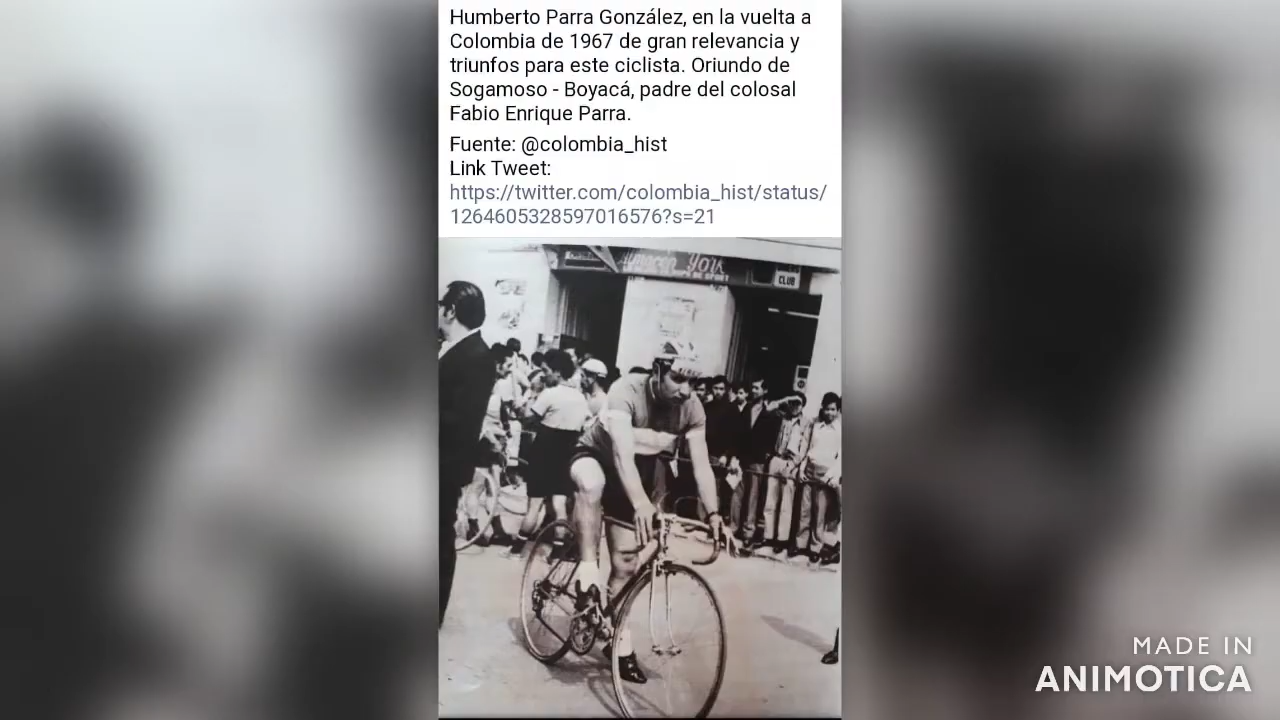 Humberto Parra González, en la vuelta a
Colombia de 1967 de gran relevancia y
triunfos para este ciclista. Oriundo de
Sogamoso - Boyacá, padre del colosal
Fabio Enrique Parra.
Fuente: @colombia_hist
Link Tweet:
https://twitter.com/colombia_hist/status/
1264605328597016576?s=21
Almacen York
CLUB
MADE IN
ANIMOTICA